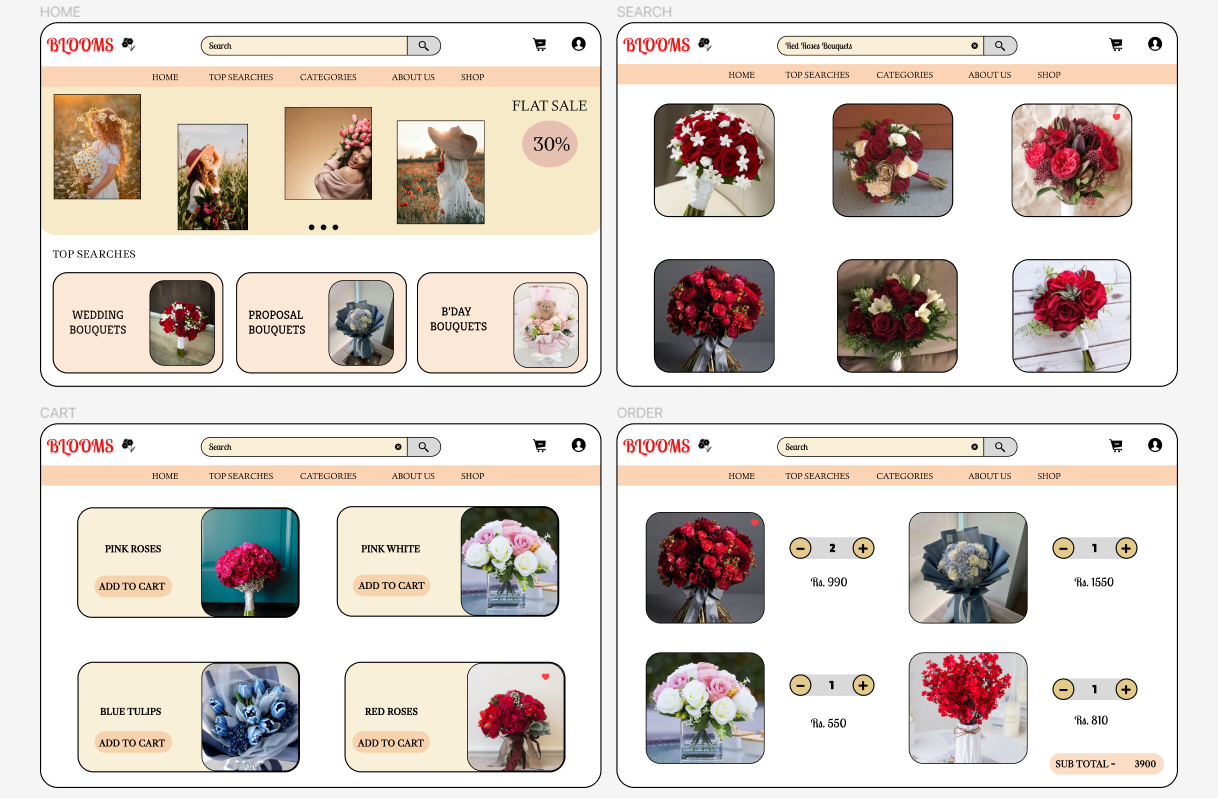 HOME
BLOOMS
Search
HOME TOP SEARCHES CATEGORIES ABOUT US SHOP
FLAT SALE
30%
TOP SEARCHES
WEDDING
BOUQUETS
PROPOSAL
BOUQUETS
B'DAY
BOUQUETS
SEARCH
BLOOMS
Red Roses Bouquets
HOME TOP SEARCHES CATEGORIES ABOUT US SHOP
CART
BLOOMS
Search
HOME TOP SEARCHES CATEGORIES ABOUT US SHOP
PINK ROSES
ADD TO CART
PINK WHITE
ADD TO CART
BLUE TULIPS
ADD TO CART
RED ROSES
ADD TO CART
ORDER
BLOOMS
Search
HOME TOP SEARCHES CATEGORIES ABOUT US SHOP
− 2 +
Rs. 990
− 1 +
Rs. 1550
− 1 +
Rs. 550
− 1 +
Rs. 810
SUB TOTAL - 3900